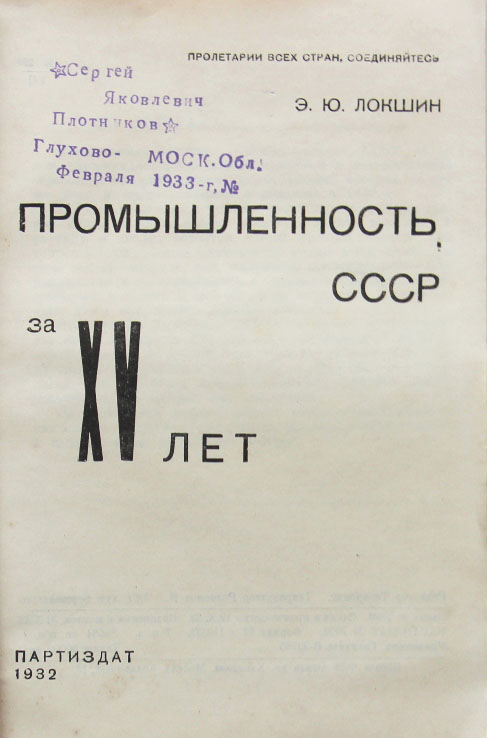 ПРОЛЕТАРИИ ВСЕХ СТРАН, СОЕДИНЯЙТЕСЬ
Э. Ю. ЛОКШИН
☆Сергей
Яковлевич
Плотников☆
Глухово- МОСК.Обл.
Февраля 1933-г,№
ПРОМЫШЛЕННОСТЬ
СССР
за
XV
ЛЕТ
ПАРТИЗДАТ
1932